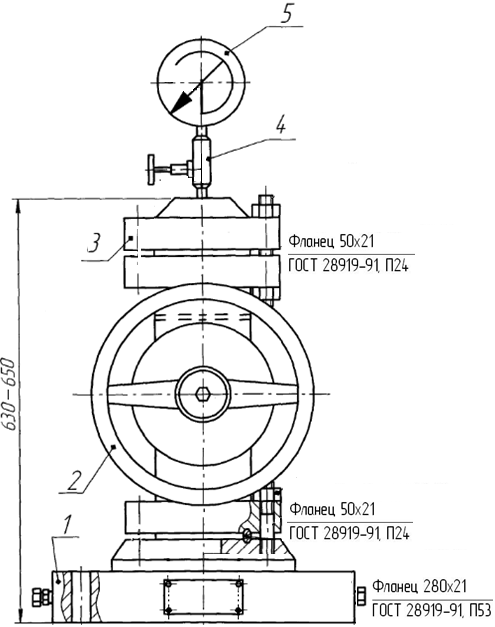 5
4
3
Фланец 50х21
ГОСТ 28919-91, П24
630-650
2
Фланец 50х21
ГОСТ 28919-91, П24
1
Фланец 280х21
ГОСТ 28919-91, П53